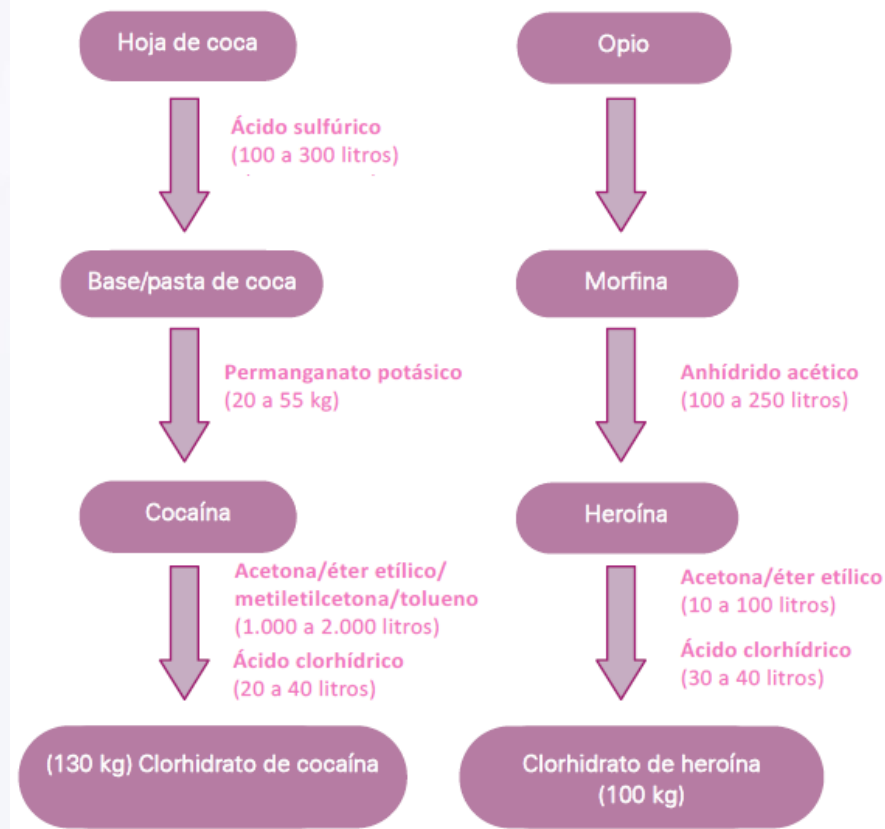 Hoja de coca
Ácido sulfúrico
(100 a 300 litros)
Base/pasta de coca
Permanganato potásico
(20 a 55 kg)
Cocaína
Acetona/éter etílico/
metiletilcetona/tolueno
(1.000 a 2.000 litros)
Ácido clorhídrico
(20 a 40 litros)
(130 kg) Clorhidrato de cocaína
Opio
Morfina
Anhídrido acético
(100 a 250 litros)
Heroína
Acetona/éter etílico
(10 a 100 litros)
Ácido clorhídrico
(30 a 40 litros)
Clorhidrato de heroína
(100 kg)